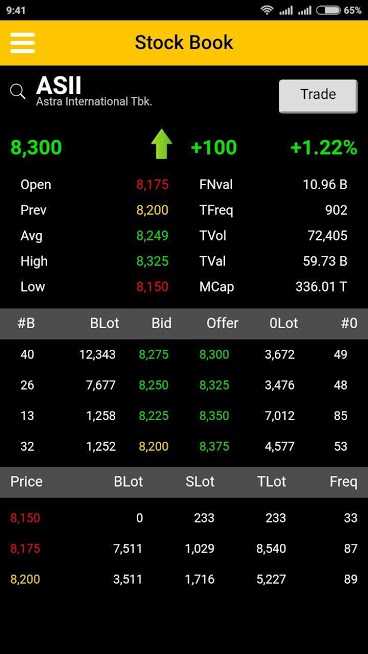 9:41 65%
Stock Book
ASII
Astra International Tbk.
Trade
8,300 +100 +1.22%
Open 8,175 FNval 10.96 B
Prev 8,200 TFreq 902
Avg 8,249 TVol 72,405
High 8,325 TVal 59.73 B
Low 8,150 MCap 336.01 T
#B BLot Bid Offer 0Lot #0
40 12,343 8,275 8,300 3,672 49
26 7,677 8,250 8,325 3,476 48
13 1,258 8,225 8,350 7,012 85
32 1,252 8,200 8,375 4,577 53
Price BLot SLot TLot Freq
8,150 0 233 233 33
8,175 7,511 1,029 8,540 87
8,200 3,511 1,716 5,227 89